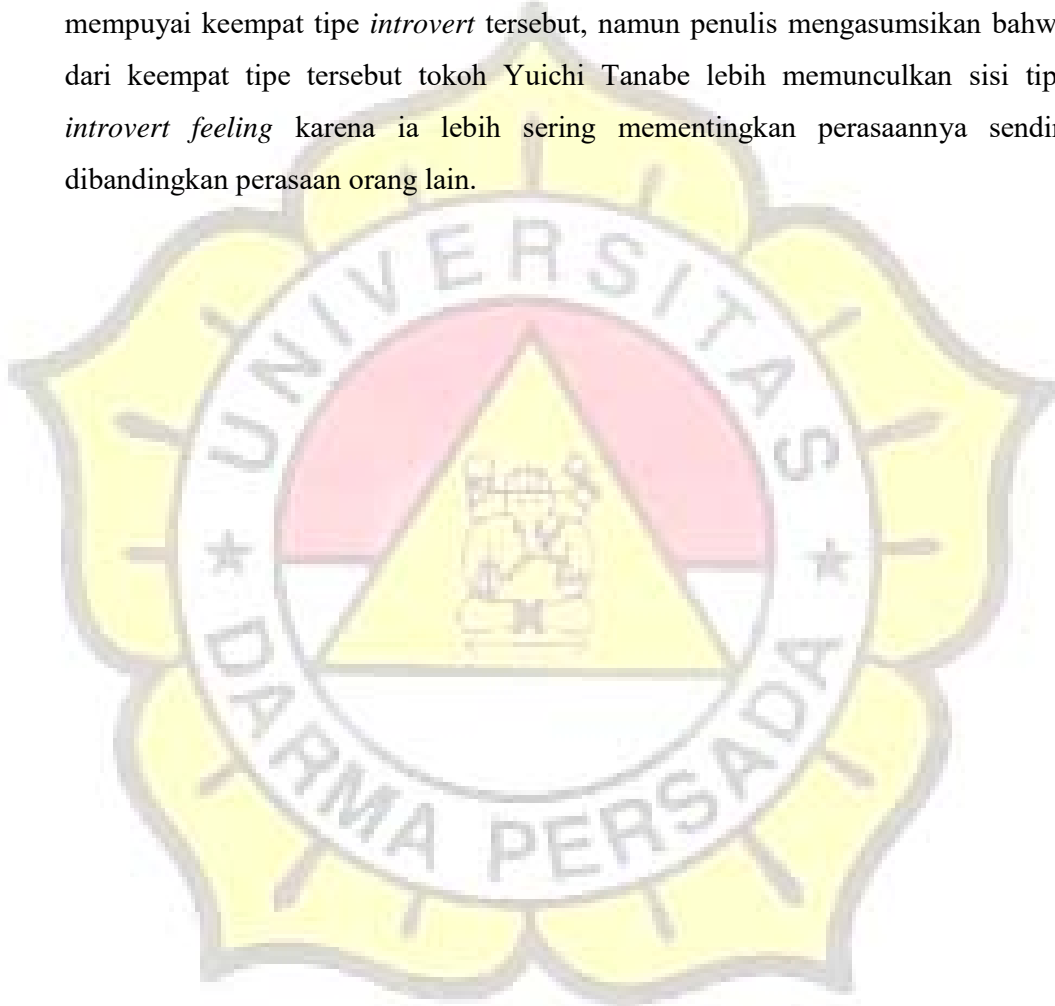 mempuyai keempat tipe introvert tersebut, namun penulis mengasumsikan bahw
dari keempat tipe tersebut tokoh Yuichi Tanabe lebih memunculkan sisi tip
introvert feeling karena ia lebih sering mementingkan perasaannya sendir
dibandingkan perasaan orang lain.
UNIVERSITAS
DARMA PERSADA